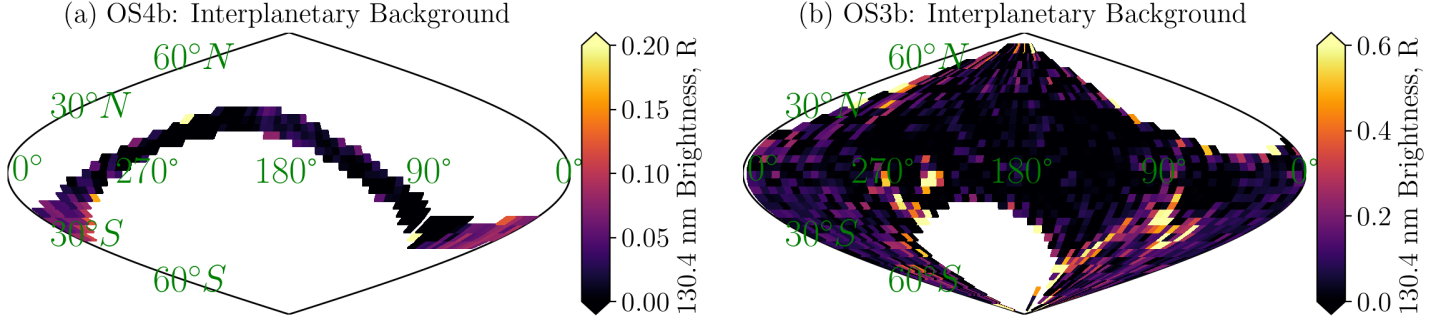 (a) OS4b: Interplanetary Background
60°N
30°N
0°
270°
180°
90°
0°
30°S
60°S
0.20
0.15
0.10
0.05
0.00
130.4 nm Brightness, R
(b) OS3b: Interplanetary Background
60°N
30°N
0°
270°
180°
90°
0°
30°S
60°S
0.6
0.4
0.2
0.0
130.4 nm Brightness, R